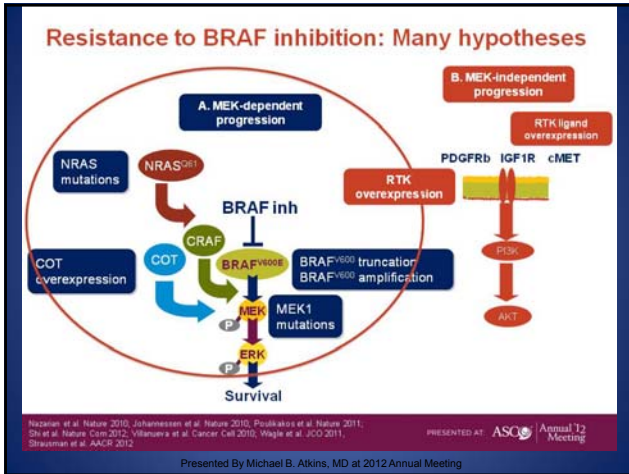 Resistance to BRAF inhibition: Many hypotheses
A. MEK-dependent
progression
B. MEK-independent
progression
RTK ligand
overexpression
PDGFRb IGF1R cMET
NRAS
mutations
NRASQ61
RTK
overexpression
BRAF inh
CRAF
COT
overexpression
COT
BRAFV600E
BRAFV600 truncation
BRAFV600 amplification
PI3K
MEK
P
MEK1
mutations
AKT
ERK
P
Survival
Nazarian et al. Nature 2010; Johannessen et al. Nature 2010; Poulikakos et al. Nature 2011;
Shi et al. Nature Com 2012; Villanueva et al. Cancer Cell 2010; Wagle et al. JCO 2011,
Strausman et al. AACR 2012
PRESENTED AT: ASCO Annual '12
Meeting
Presented By Michael B. Atkins, MD at 2012 Annual Meeting